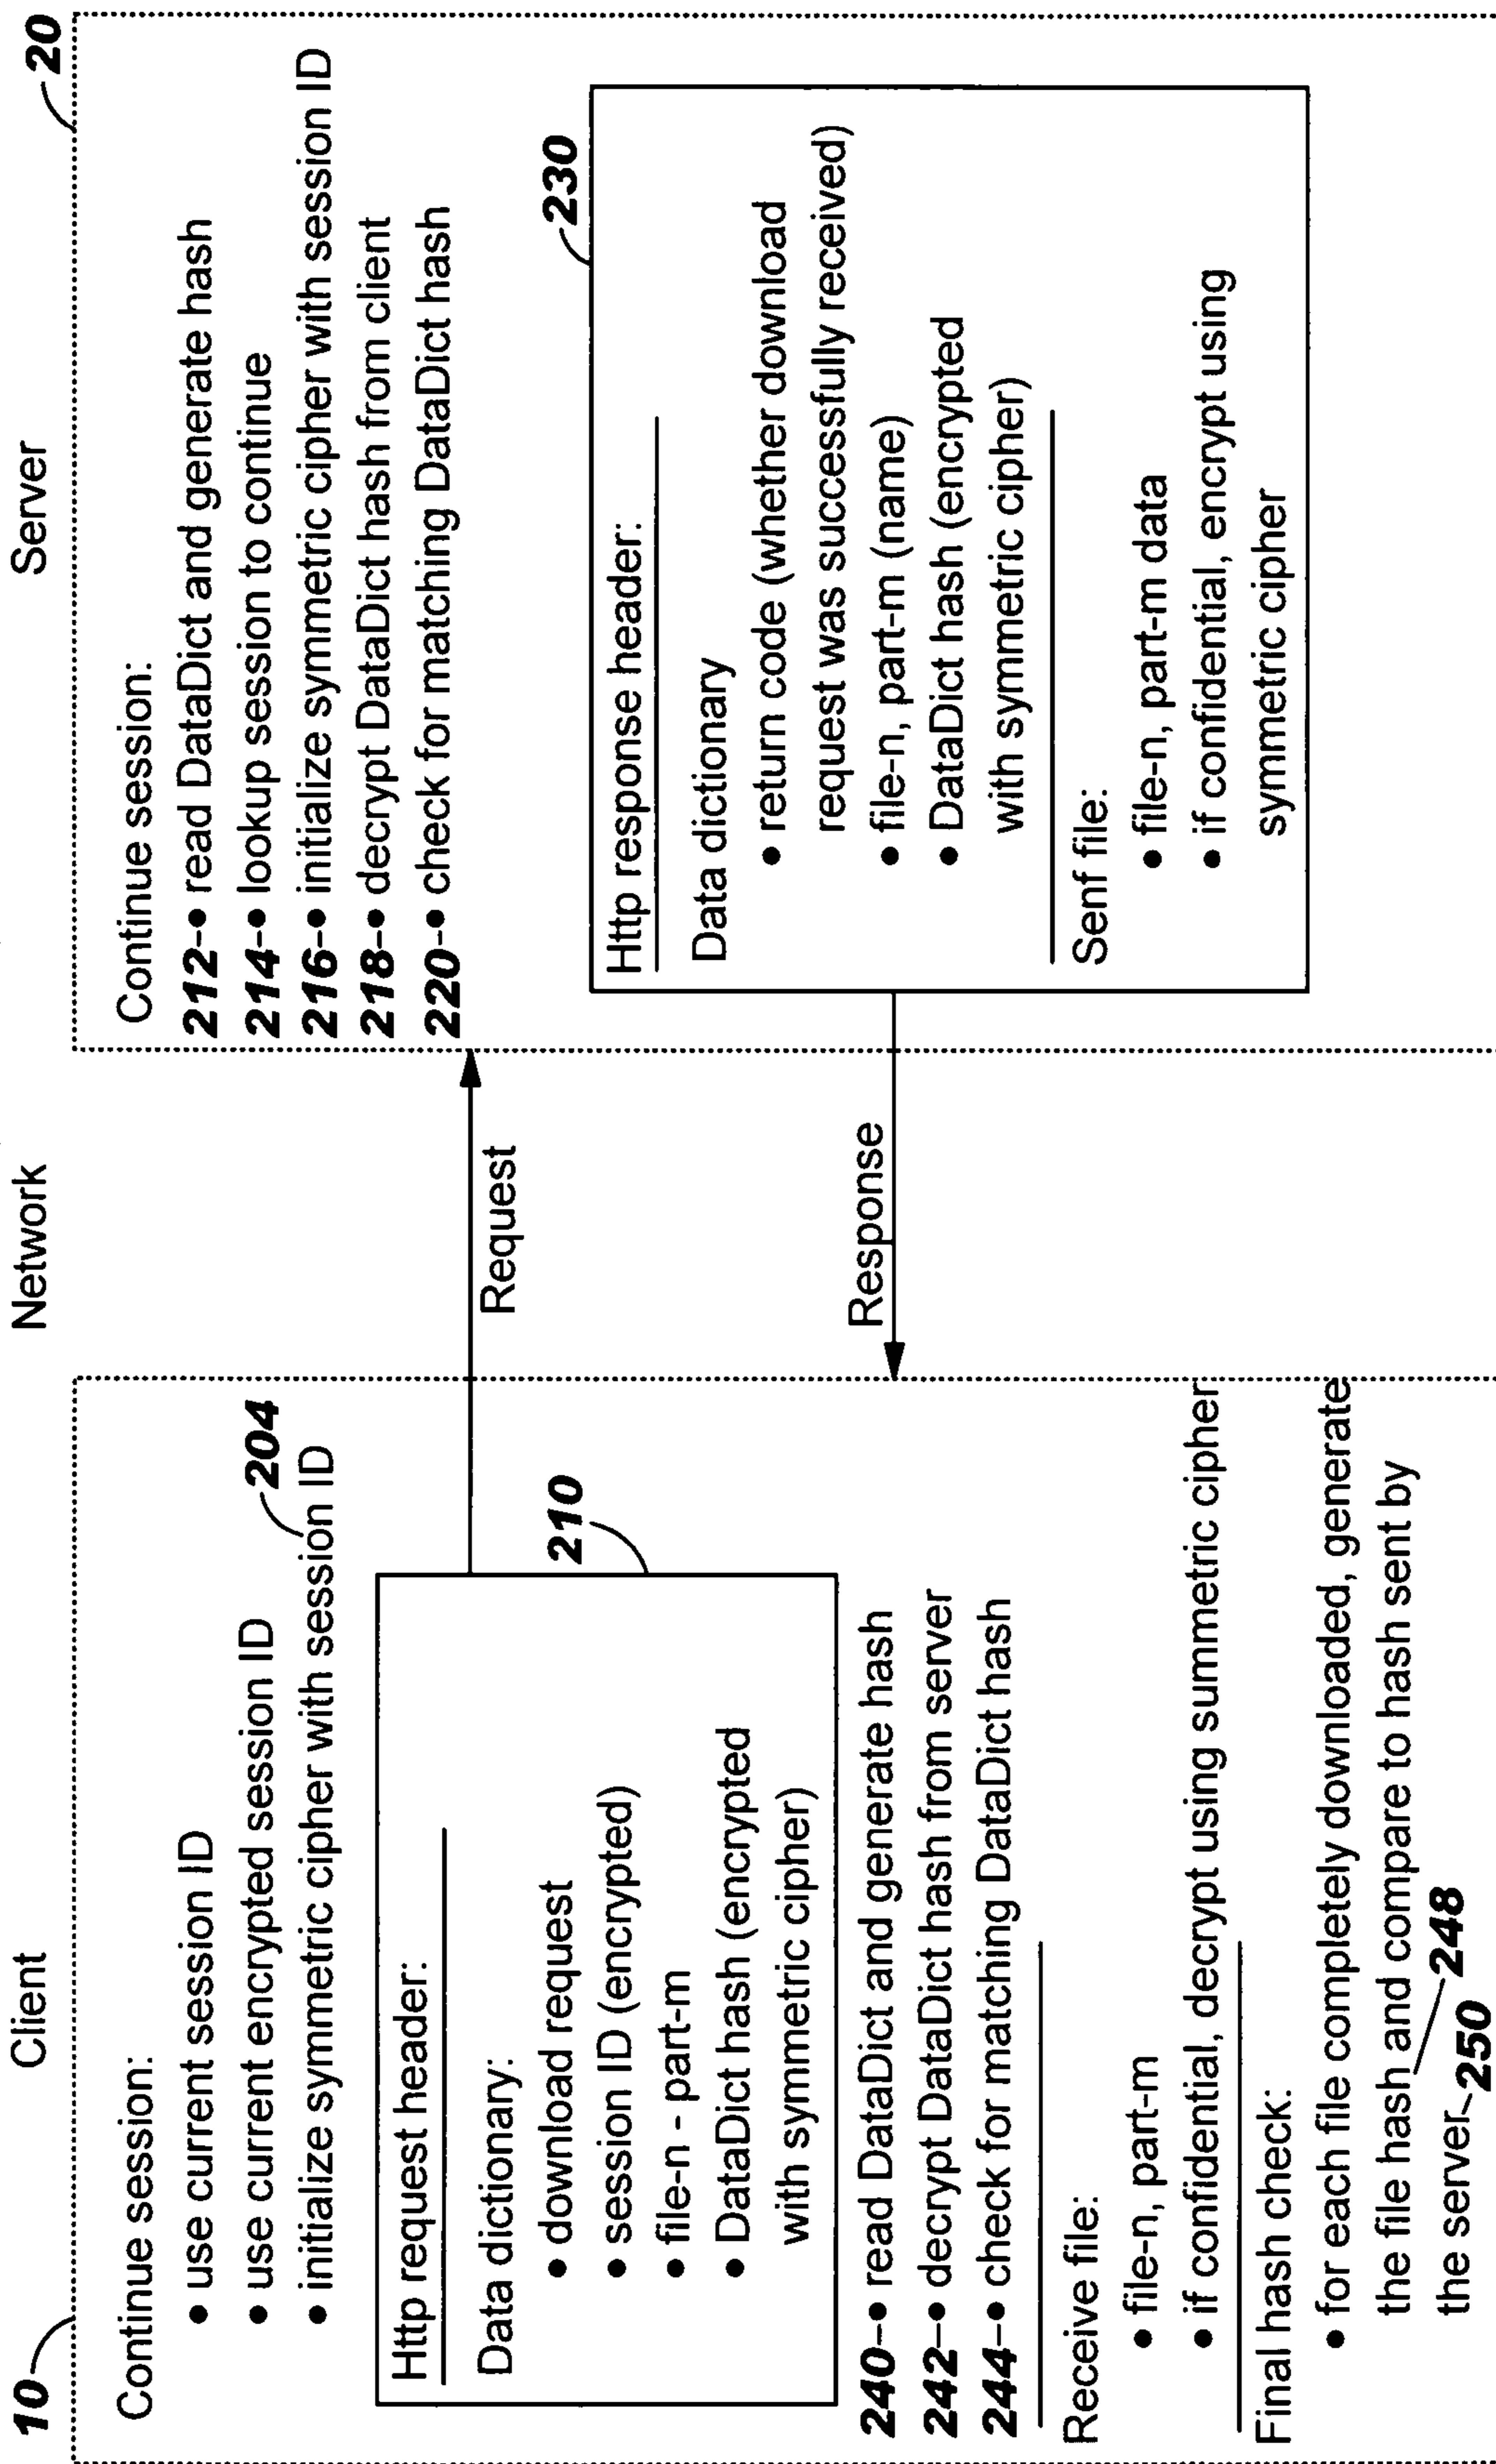 Client
Network
Server
10
Continue session:
• use current session ID
• use current encrypted session ID
204
• initialize symmetric cipher with session ID
Http request header:
210
Data dictionary:
• download request
• session ID (encrypted)
• file-n - part-m
• DataDict hash (encrypted
with symmetric cipher)
240-• read DataDict and generate hash
242-• decrypt DataDict hash from server
244-• check for matching DataDict hash
Receive file:
• file-n, part-m
• if confidential, decrypt using summetric cipher
Final hash check:
• for each file completely downloaded, generate
the file hash and compare to hash sent by
248
the server 250
Request
Response
20
Continue session:
212-• read DataDict and generate hash
214-• lookup session to continue
216-• initialize symmetric cipher with session ID
218-• decrypt DataDict hash from client
220-• check for matching DataDict hash
230
Http response header:
Data dictionary
• return code (whether download
request was successfully received)
• file-n, part-m (name)
• DataDict hash (encrypted
with symmetric cipher)
Senf file:
• file-n, part-m data
• if confidential, encrypt using
symmetric cipher